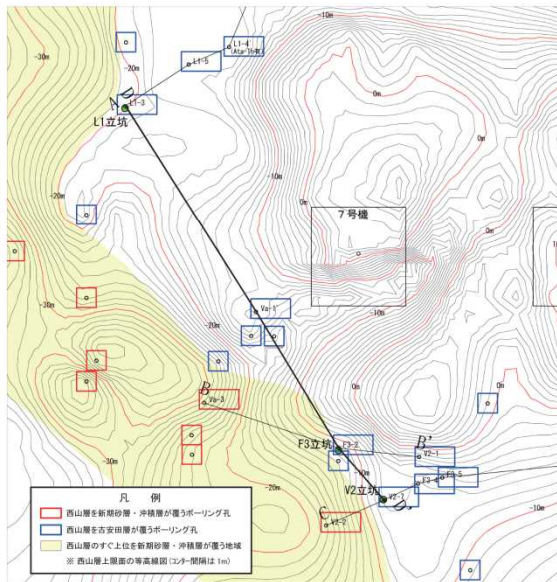 -10m
-30m
L1-4
(Ata-Th有)
-20m
L1-5
A
L1-3
L1立坑
0m
-10m
-20m
0m
7号機
0m
-30m
Va-1
-10m
-20m
0m
0m
B
Va-3
F3立坑
F3-2
B'
V2-1
-30m
-10m
F3-5
F3-4
V2立坑
V2-?
-20m
C
V2-2
凡 例
西山層を新期砂層・沖積層が覆うボーリング孔
西山層を古安田層が覆うボーリング孔
西山層のすぐ上位を新期砂層・沖積層が覆う地域
※ 西山層上限面の等高線図(コンター間隔は 1m)